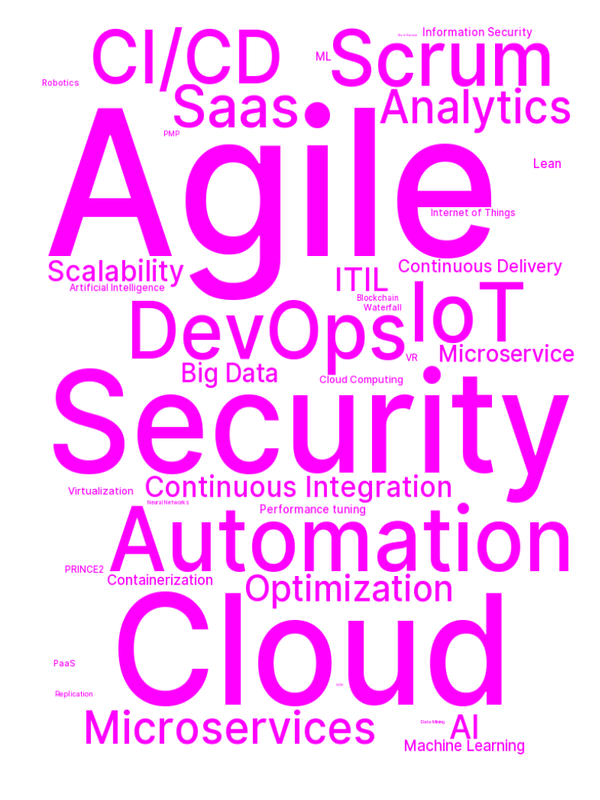 Information Security
CI/CD
ML
Scrum
Robotics
Saas
Analytics
PMP
Agile
Lean
Internet of Things
Scalability
ITIL
Continuous Delivery
Artificial Intelligence
Blockchain
IoT
Waterfall
DevOps
VR
Microservice
Big Data
Cloud Computing
Security
Virtualization
Continuous Integration
Neural Networks
Performance tuning
Automation
PRINCE2
Containerization
Optimization
Cloud
PaaS
Replication
Microservices
Data Mining
AI
Machine Learning